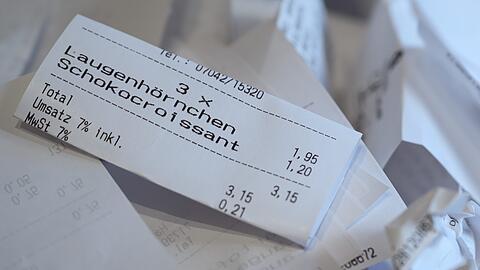 Tel.: 07042/15320
3 x
Laugenhörnchen 1,95
Schokocroissant 1,20
Total 3,15
Umsatz 7% inkl. 3,15
MwSt 7% 0,21